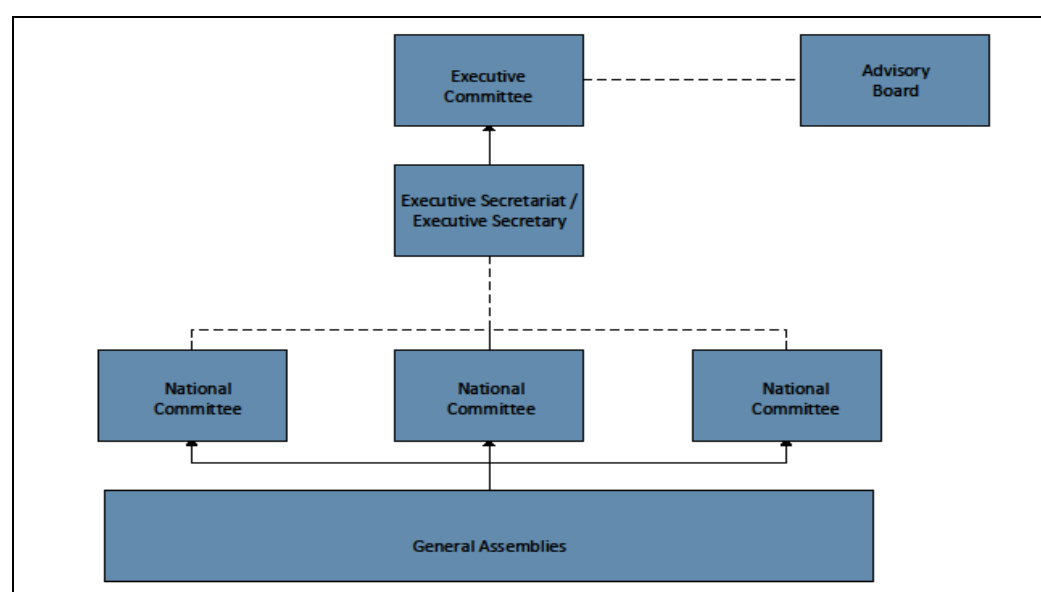 Executive
Committee
Advisory
Board
Executive Secretariat /
Executive Secretary
National
Committee
National
Committee
National
Committee
General Assemblies